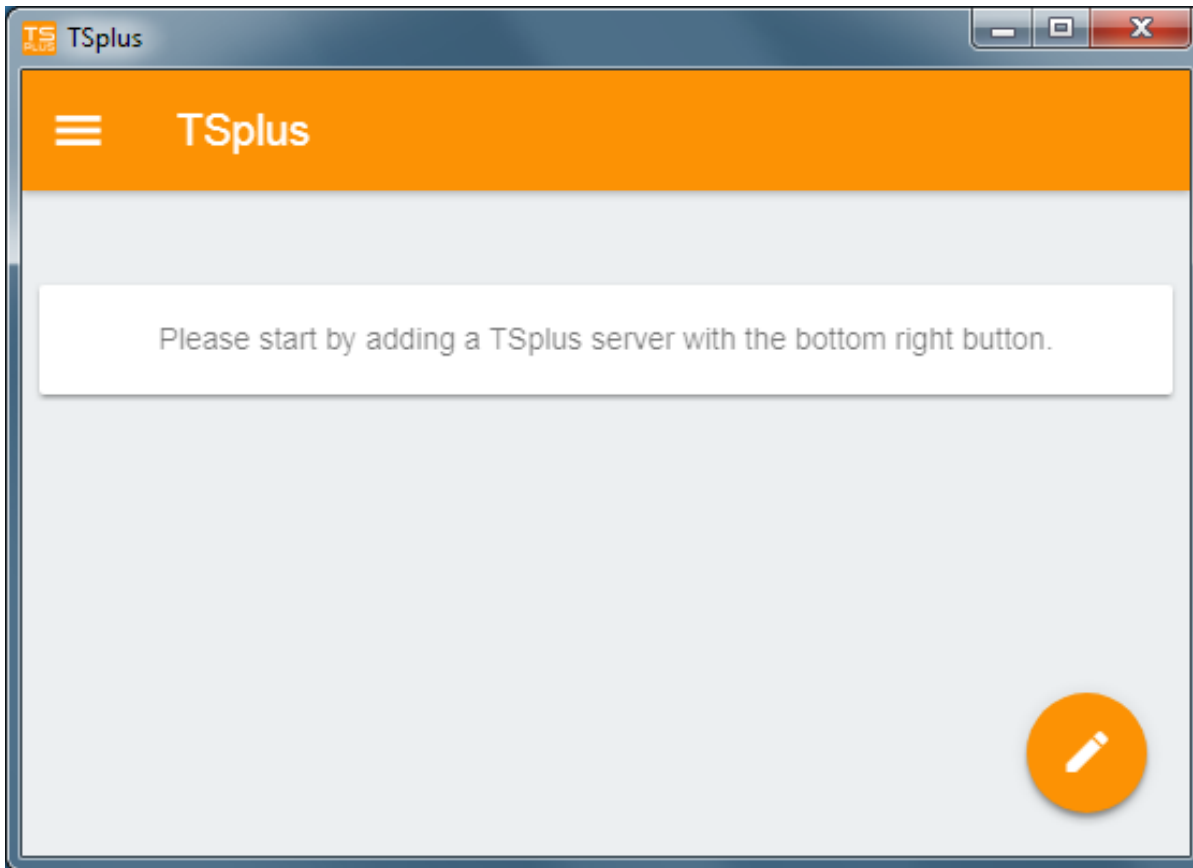 TS
PLUS
TSplus
TSplus
Please start by adding a TSplus server with the bottom right button.